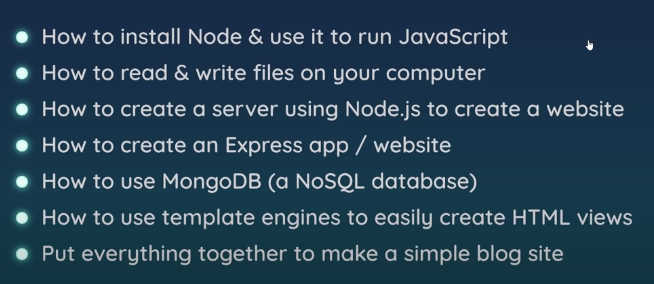 How to install Node & use it to run JavaScript
How to read & write files on your computer
How to create a server using Node.js to create a website
How to create an Express app / website
How to use MongoDB (a NoSQL database)
How to use template engines to easily create HTML views
Put everything together to make a simple blog site